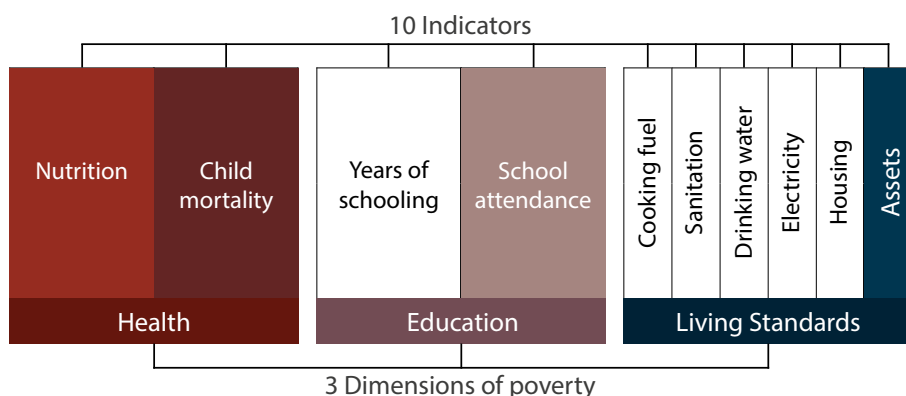 10 Indicators
Nutrition
Child
mortality
Years of
schooling
School
attendance
Cooking fuel
Sanitation
Drinking water
Electricity
Housing
Assets
Health
Education
Living Standards
3 Dimensions of poverty